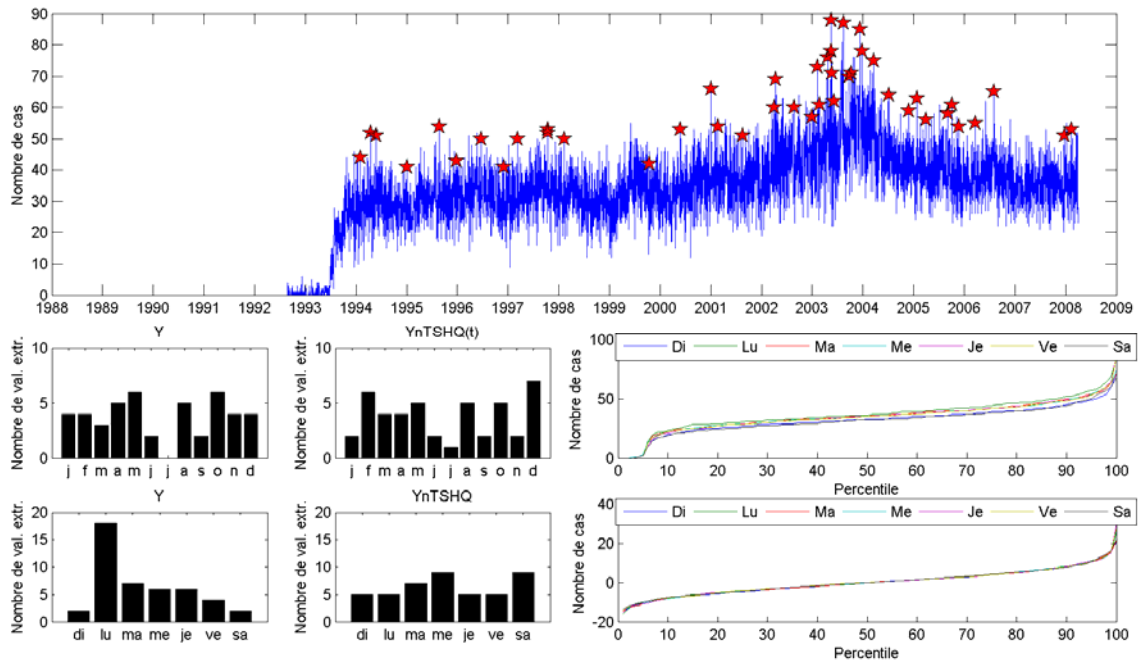 Nombre de cas
90
80
70
60
50
40
30
20
10
0
1988 1989 1990 1991 1992 1993 1994 1995 1996 1997 1998 1999 2000 2001 2002 2003 2004 2005 2006 2007 2008 2009
Y
Nombre de val. extr.
10
5
0
j f m a m j j a s o n d
YnTSHQ(t)
Nombre de val. extr.
10
5
0
j f m a m j j a s o n d
Nombre de cas
100
50
0
Di Lu Ma Me Je Ve Sa
0 10 20 30 40 50 60 70 80 90 100
Percentile
Y
Nombre de val. extr.
20
15
10
5
0
di lu ma me je ve sa
YnTSHQ
Nombre de val. extr.
20
15
10
5
0
di lu ma me je ve sa
Nombre de cas
40
20
0
-20
Di Lu Ma Me Je Ve Sa
0 10 20 30 40 50 60 70 80 90 100
Percentile